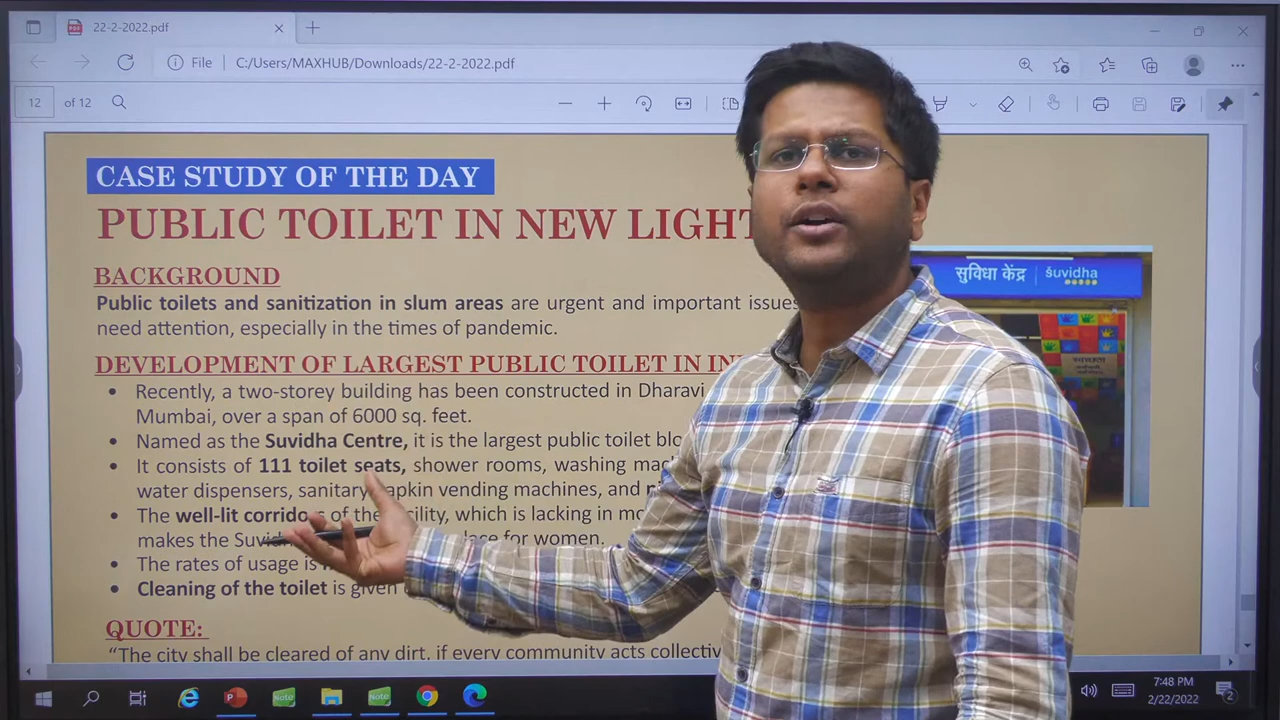 22-2-2022.pdf
File C:/Users/MAXHUB/Downloads/22-2-2022.pdf
12 of 12
CASE STUDY OF THE DAY
PUBLIC TOILET IN NEW LIGHT
BACKGROUND
Public toilets and sanitization in slum areas are urgent and important issues
need attention, especially in the times of pandemic.
सुविधा केंद्र suvidha
DEVELOPMENT OF LARGEST PUBLIC TOILET IN
Recently, a two-storey building has been constructed in Dharavi
Mumbai, over a span of 6000 sq. feet.
Named as the Suvidha Centre, it is the largest public toilet
It consists of 111 toilet seats, shower rooms, washing
water dispensers, sanitary napkin vending machines, and
The well-lit corridors of the facility, which is lacking in
makes the for women.
The rates of usage is
Cleaning of the toilet is given
QUOTE:
“The city shall be cleared of any dirt, if every community acts
7:48 PM
2/22/2022